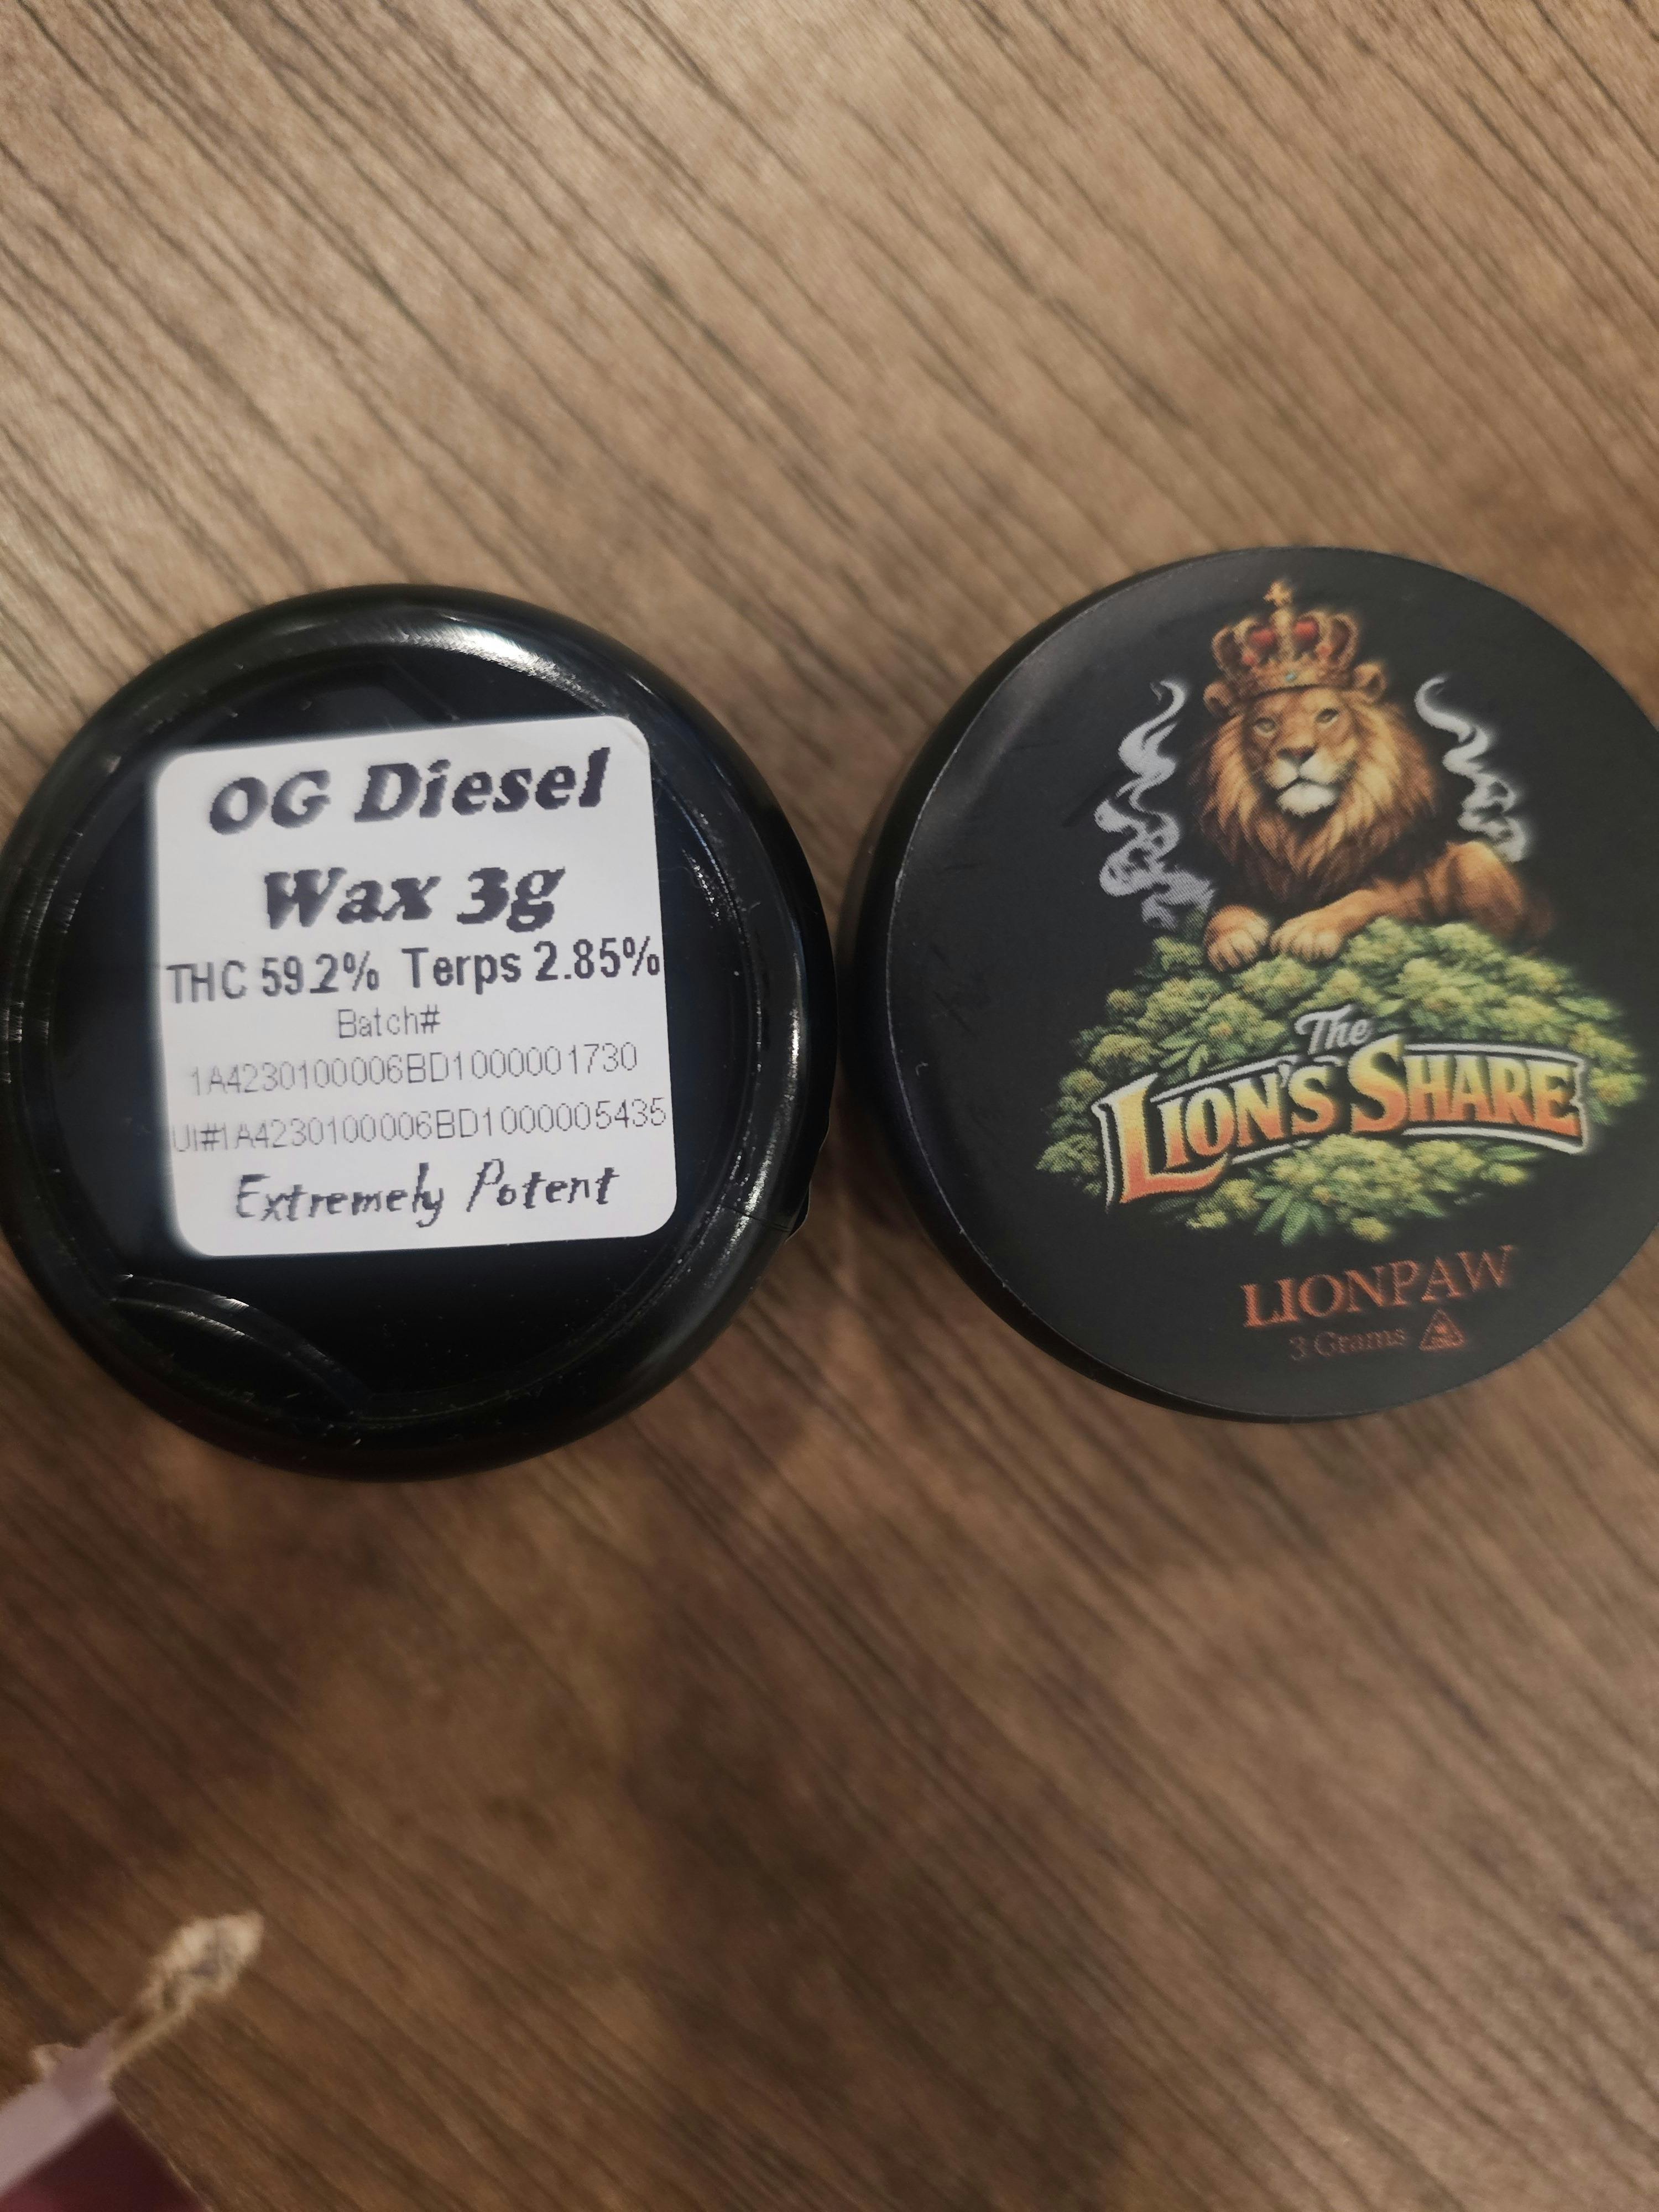 OG Diesel
Wax 3g
THC 59.2% Terps 2.85%
Batch#
1A4230100006BD1000001730
UI#1A4230100006BD1000005435
Extremely Potent
The
LION'S SHARE
LIONPAW
3 Grams